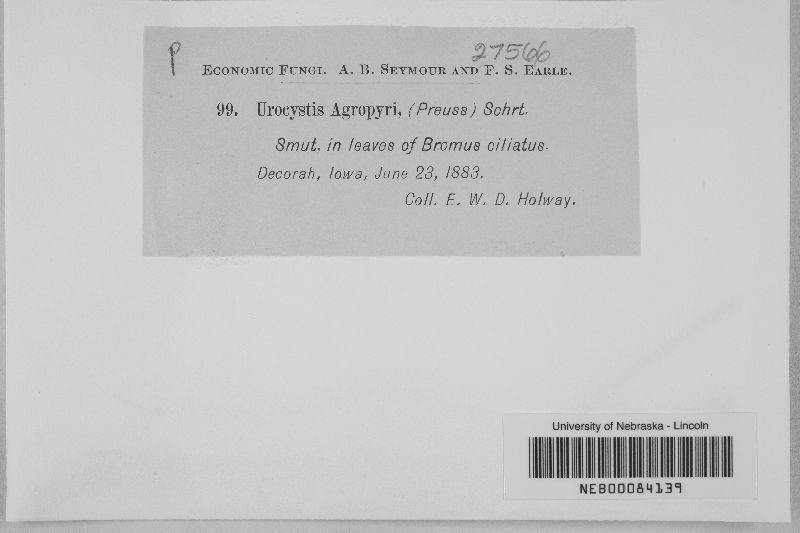 P
27566
Economic Fungi. A. B. Seymour and F. S. Earle.
99. Urocystis Agropyri, (Preuss) Schrt.
Smut, in leaves of Bromus ciliatus.
Decorah, Iowa, June 23, 1883.
Coll. E. W. D. Holway.
University of Nebraska - Lincoln
NEB00084139